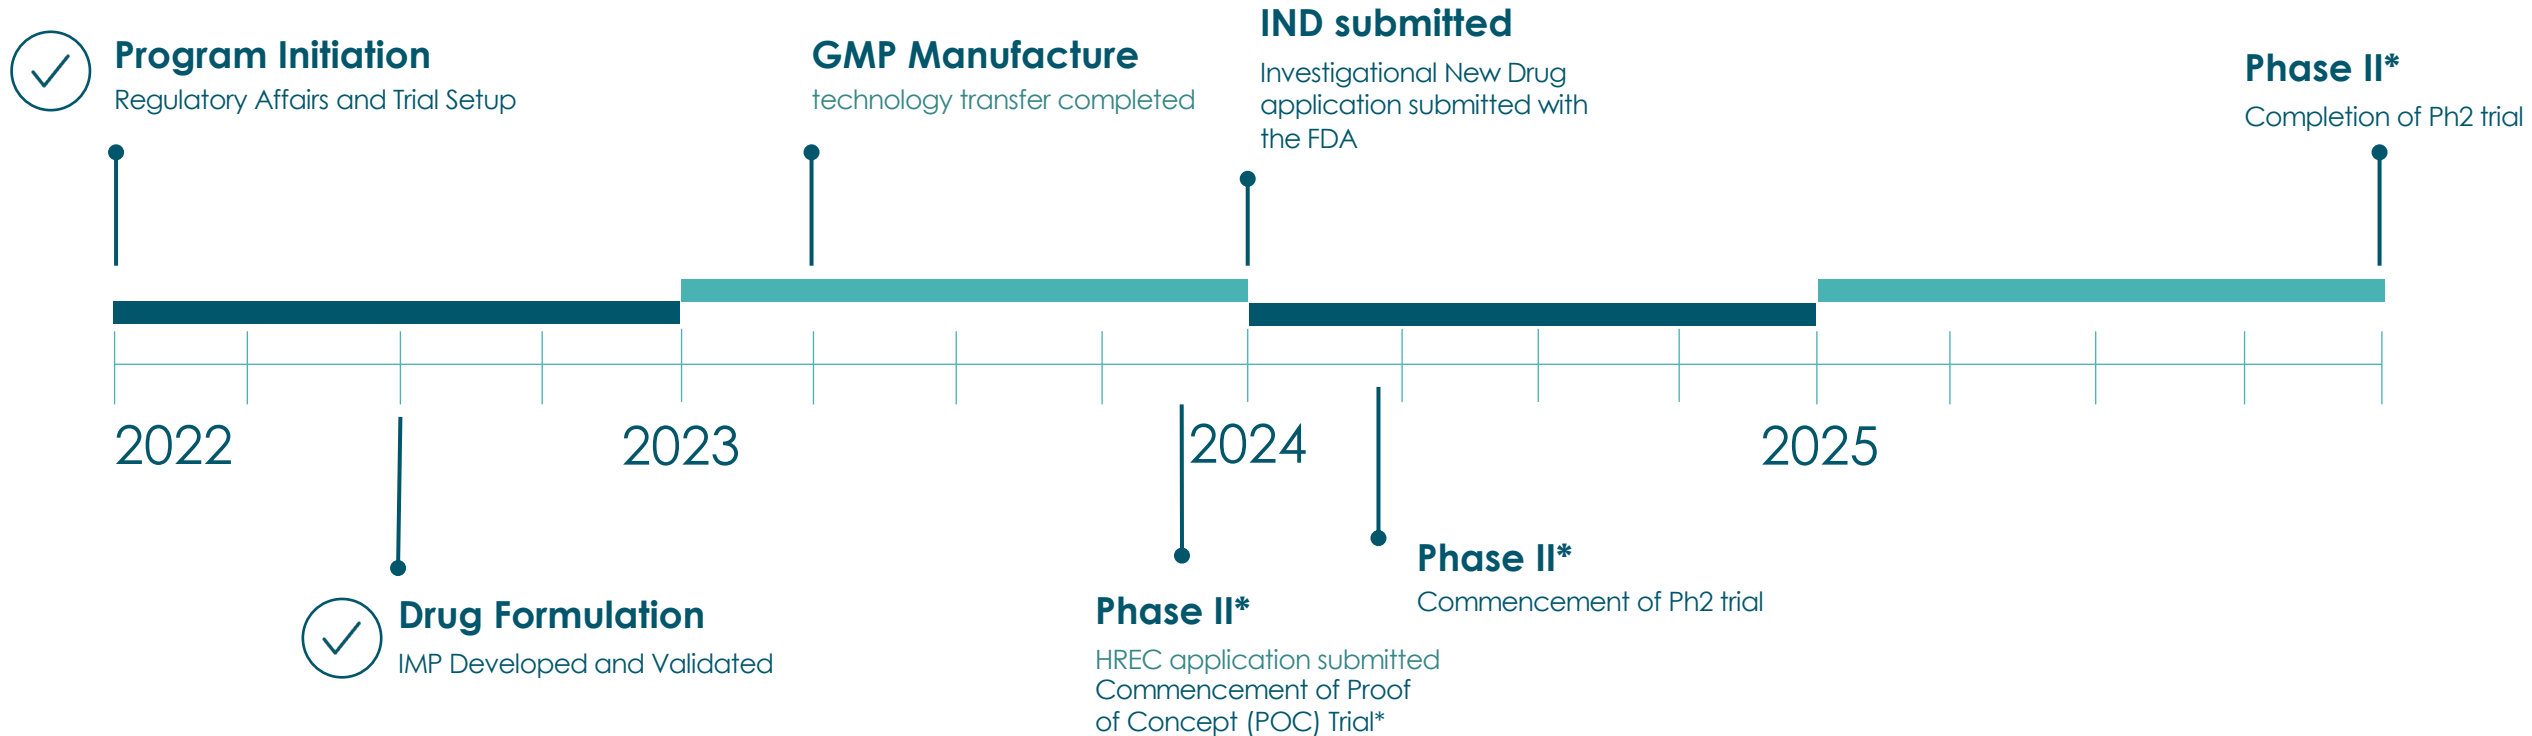 Program Initiation
Regulatory Affairs and Trial Setup
GMP Manufacture
technology transfer completed
IND submitted
Investigational New Drug
application submitted with
the FDA
Phase II*
Completion of Ph2 trial
2022
2023
2024
2025
Drug Formulation
IMP Developed and Validated
Phase II*
HREC application submitted
Commencement of Proof
of Concept (POC) Trial*
Phase II*
Commencement of Ph2 trial